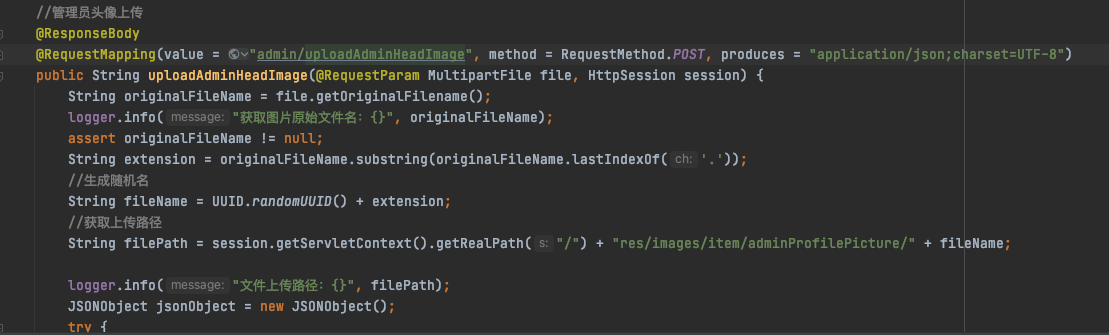 //管理员头像上传
@ResponseBody
@RequestMapping(value = "admin/uploadAdminHeadImage", method = RequestMethod.POST, produces = "application/json;charset=UTF-8")
public String uploadAdminHeadImage(@RequestParam MultipartFile file, HttpSession session) {
String originalFileName = file.getOriginalFilename();
logger.info( message: "获取图片原始文件名：{}", originalFileName);
assert originalFileName != null;
String extension = originalFileName.substring(originalFileName.lastIndexOf( ch: '.'));
//生成随机名
String fileName = UUID.randomUUID() + extension;
//获取上传路径
String filePath = session.getServletContext().getRealPath( s: "/") + "res/images/item/adminProfilePicture/" + fileName;
logger.info( message: "文件上传路径：{}", filePath);
JSONObject jsonObject = new JSONObject();
try {